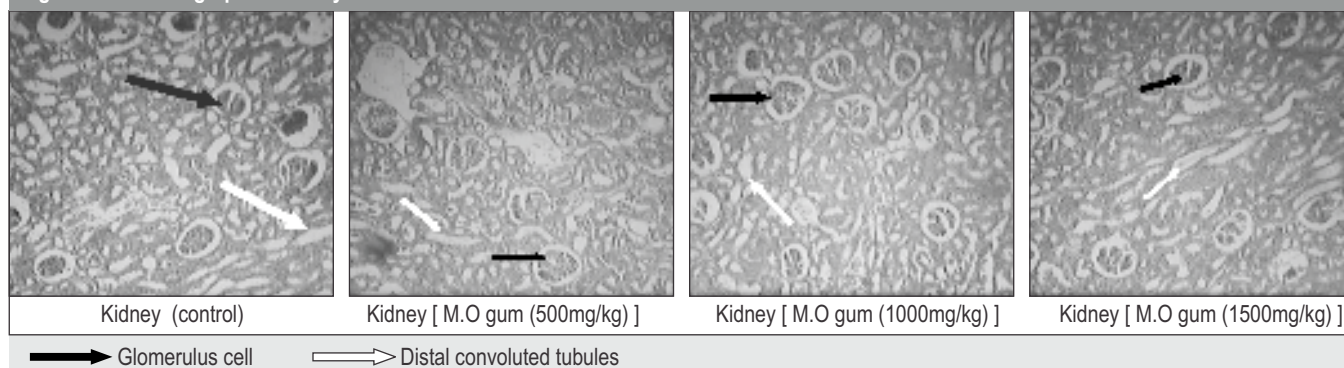 Kidney (control)
Kidney [ M.O gum (500mg/kg) ]
Kidney [ M.O gum (1000mg/kg) ]
Kidney [ M.O gum (1500mg/kg) ]
Glomerulus cell
Distal convoluted tubules